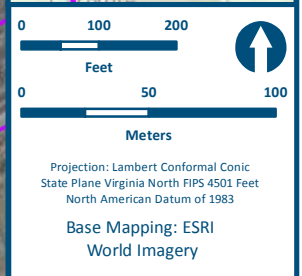 0 100 200
Feet
0 50 100
Meters
Projection: Lambert Conformal Conic
State Plane Virginia North FIPS 4501 Feet
North American Datum of 1983
Base Mapping: ESRI
World Imagery